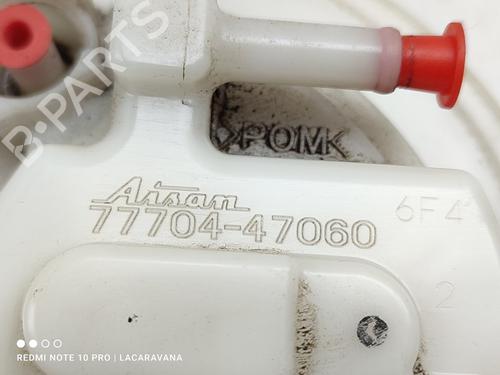 B-PARTS
>POMK
Aisan
77704-47060
6F4
2
REDMI NOTE 10 PRO | LACARAVANA